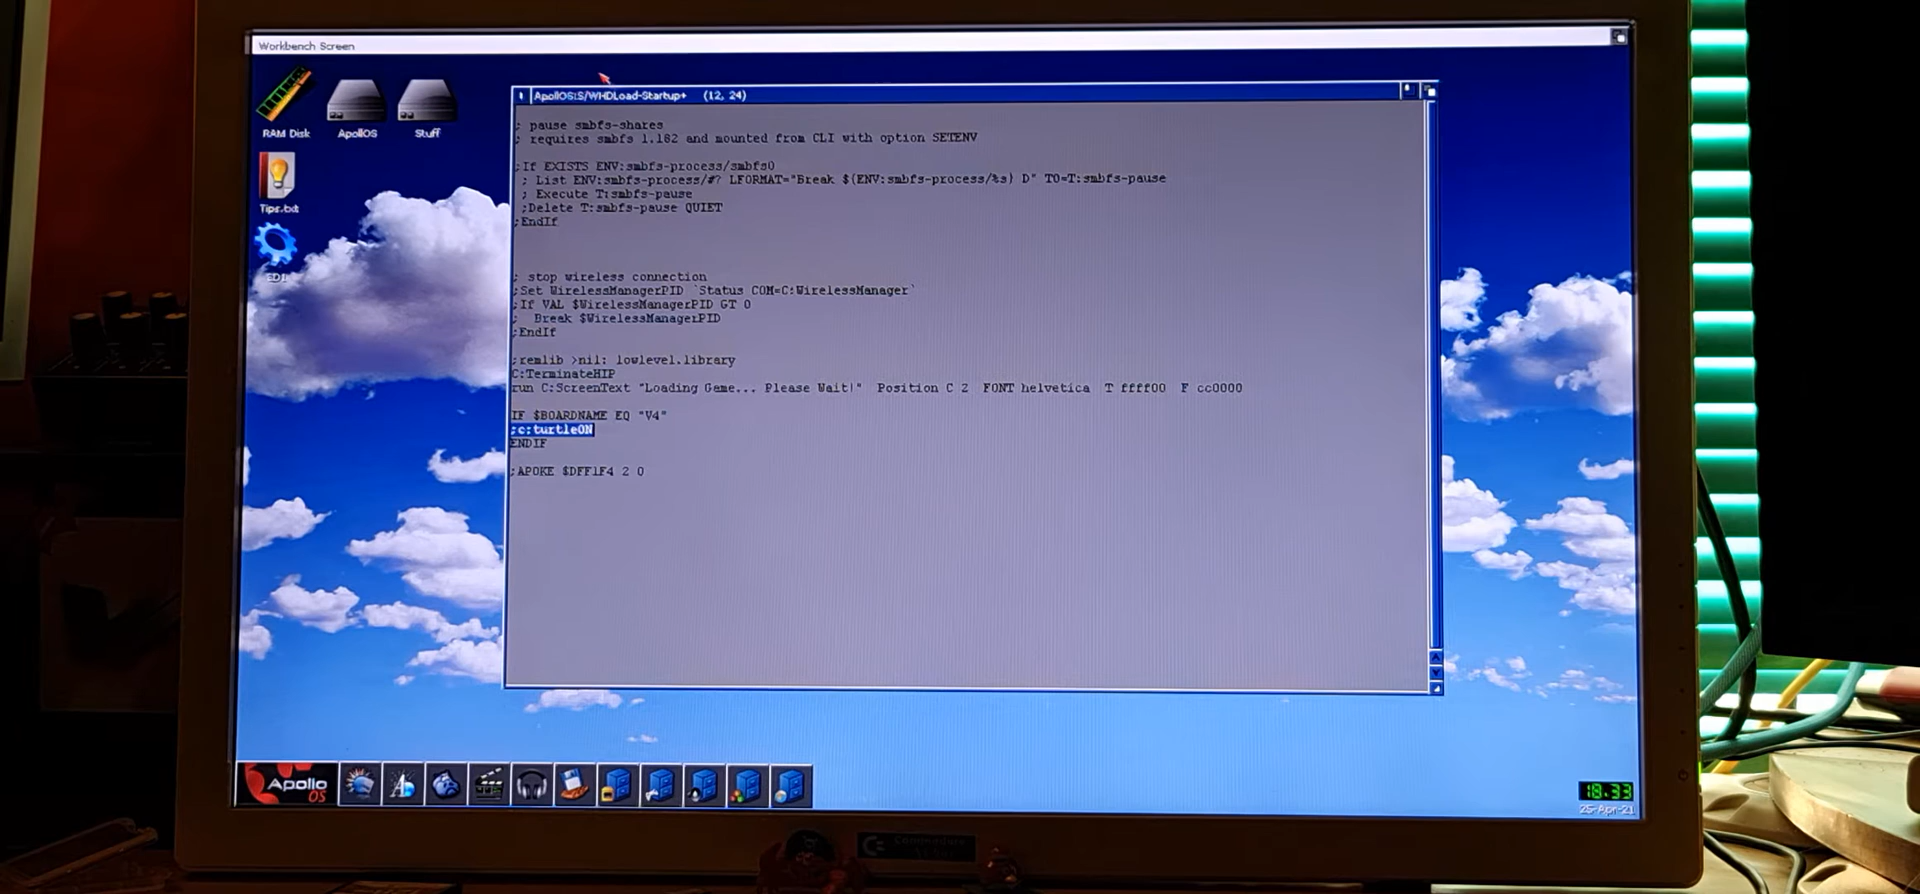 Workbench Screen
RAM Disk
ApollOS
Stuff
Tips.txt
ApollOS:S/WHDLoad-Startup+ (12, 24)
; pause smbfs-shares
; requires smbfs 1.182 and mounted from CLI with option SETENV
;If EXISTS ENV:smbfs-process/smbfs0
; List ENV:smbfs-process/#? LFORMAT="Break $(ENV:smbfs-process/%s) D" TO=T:smbfs-pause
; Execute T:smbfs-pause
;Delete T:smbfs-pause QUIET
;EndIf
; stop wireless connection
;Set WirelessManagerPID `Status COM=C:WirelessManager`
;If VAL $WirelessManagerPID GT 0
; Break $WirelessManagerPID
;EndIf
;remlib >nil: lowlevel.library
C:TerminateHIP
run C:ScreenText "Loading Game... Please Wait!" Position C 2 FONT helvetica T ffff00 F cc0000
IF $BOARDNAME EQ "V4"
;c:turtleON
ENDIF
;APOKE $DFF1F4 2 0
Apollo
OS
18:33
25-Apr-21
Commodore